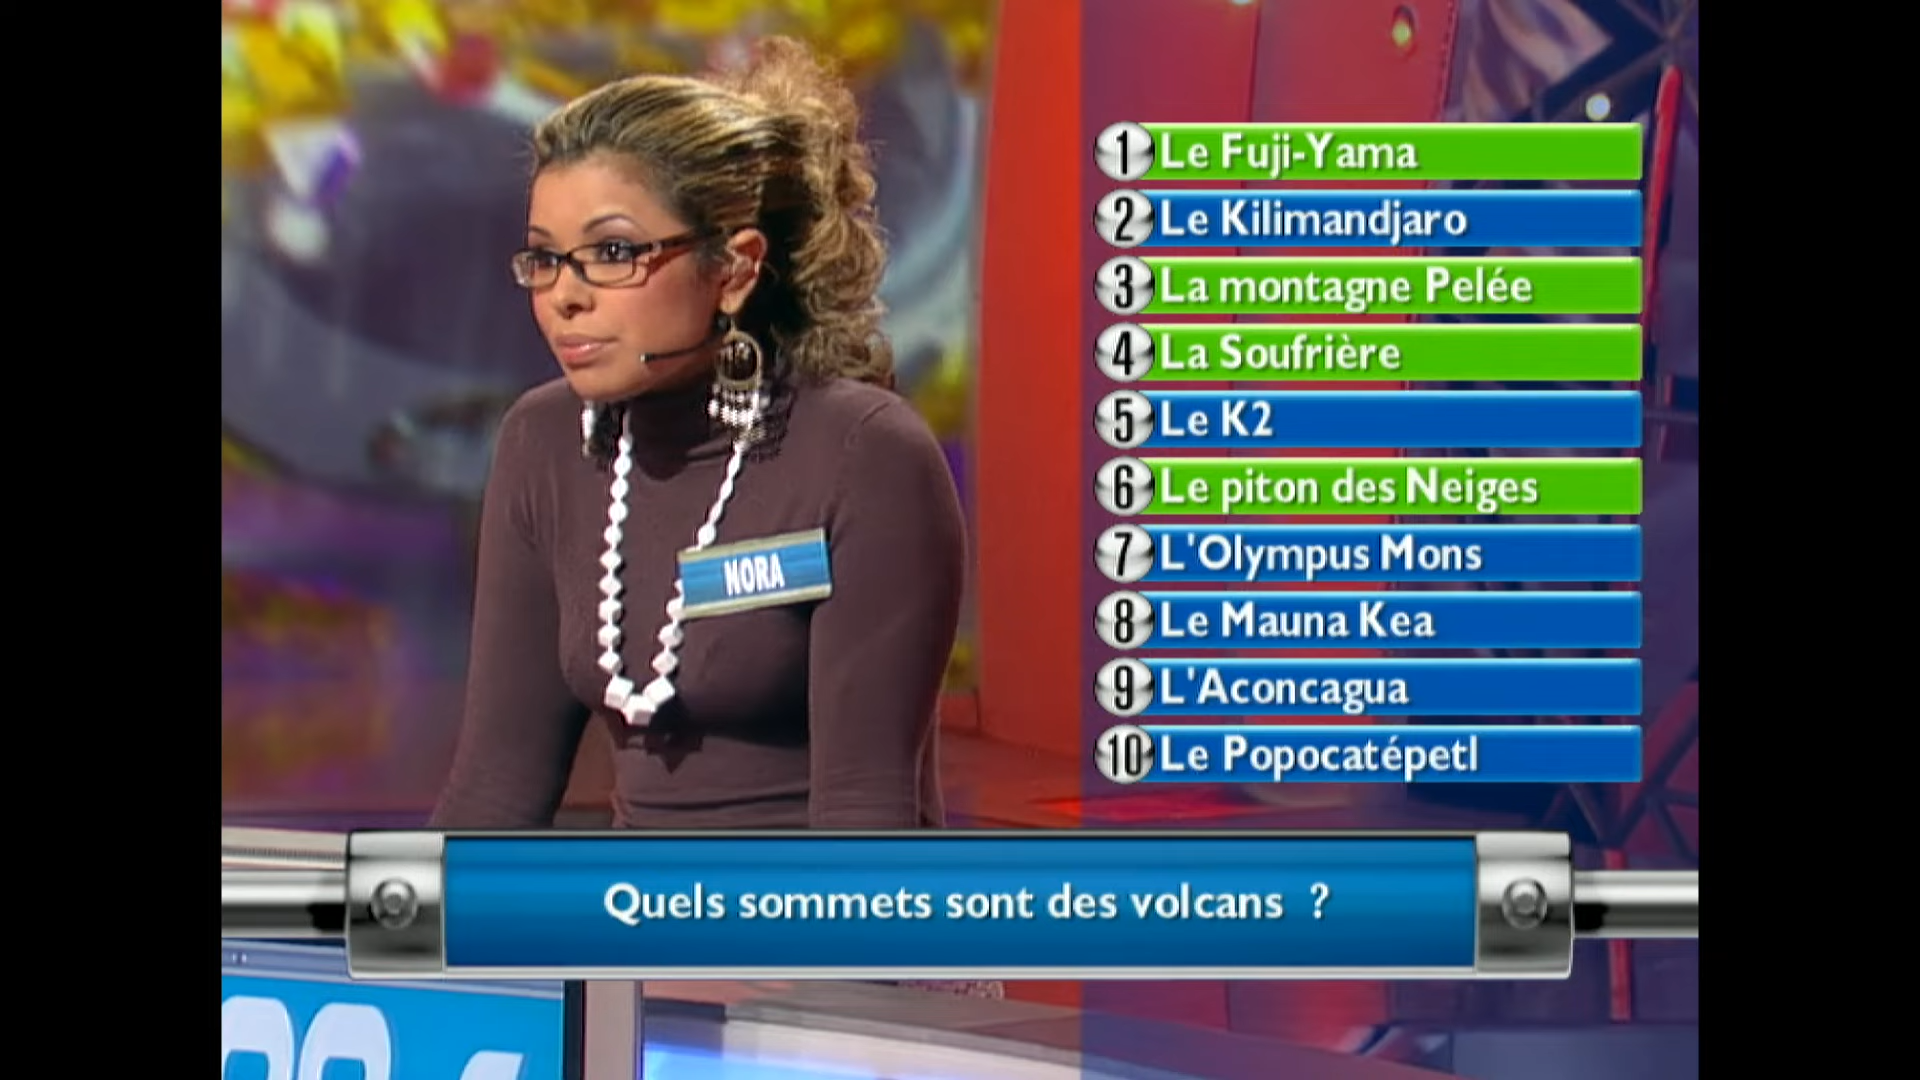 1 Le Fuji-Yama
2 Le Kilimandjaro
3 La montagne Pelée
4 La Soufrière
5 Le K2
6 Le piton des Neiges
7 L'Olympus Mons
8 Le Mauna Kea
9 L'Aconcagua
10 Le Popocatépetl
NORA
Quels sommets sont des volcans ?